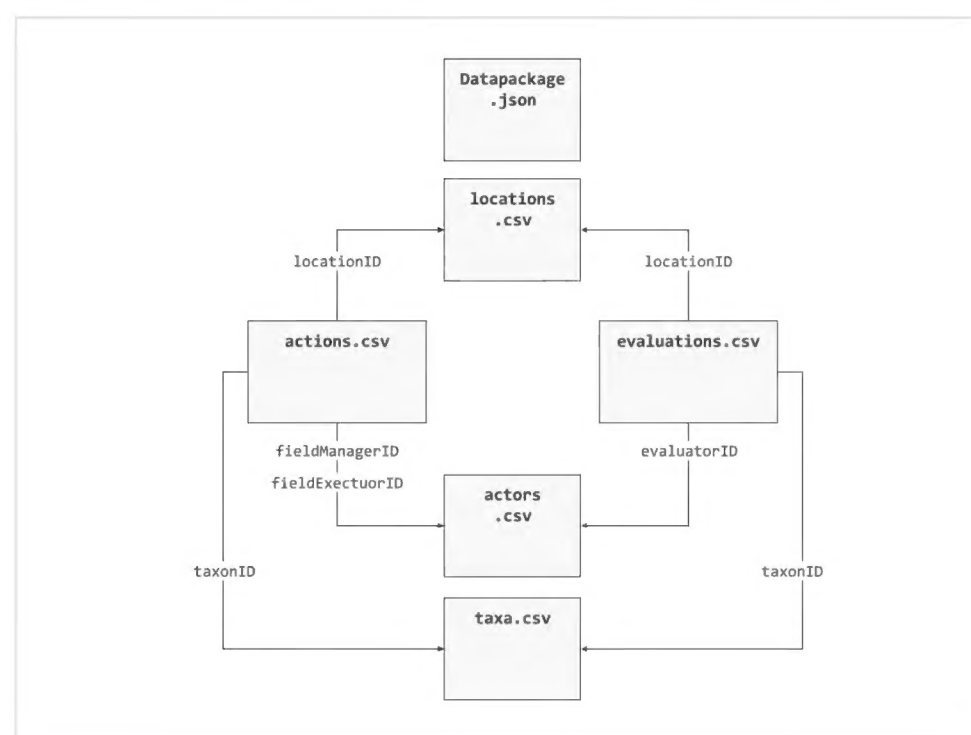 Datapackage
.json
locations
.csv
locationID
locationID
actions.csv
evaluations.csv
fieldManagerID
evaluatorID
fieldExectuorID
actors
.csv
taxonID
taxonID
taxa.csv